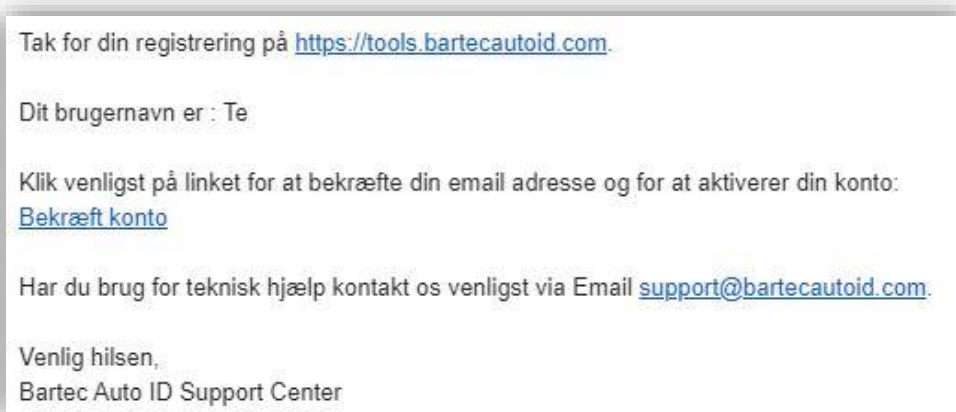 Tak for din registrering på https://tools.bartecautoid.com.
Dit brugernavn er : Te
Klik venligst på linket for at bekræfte din email adresse og for at aktiverer din konto:
Bekræft konto
Har du brug for teknisk hjælp kontakt os venligst via Email support@bartecautoid.com.
Venlig hilsen,
Bartec Auto ID Support Center